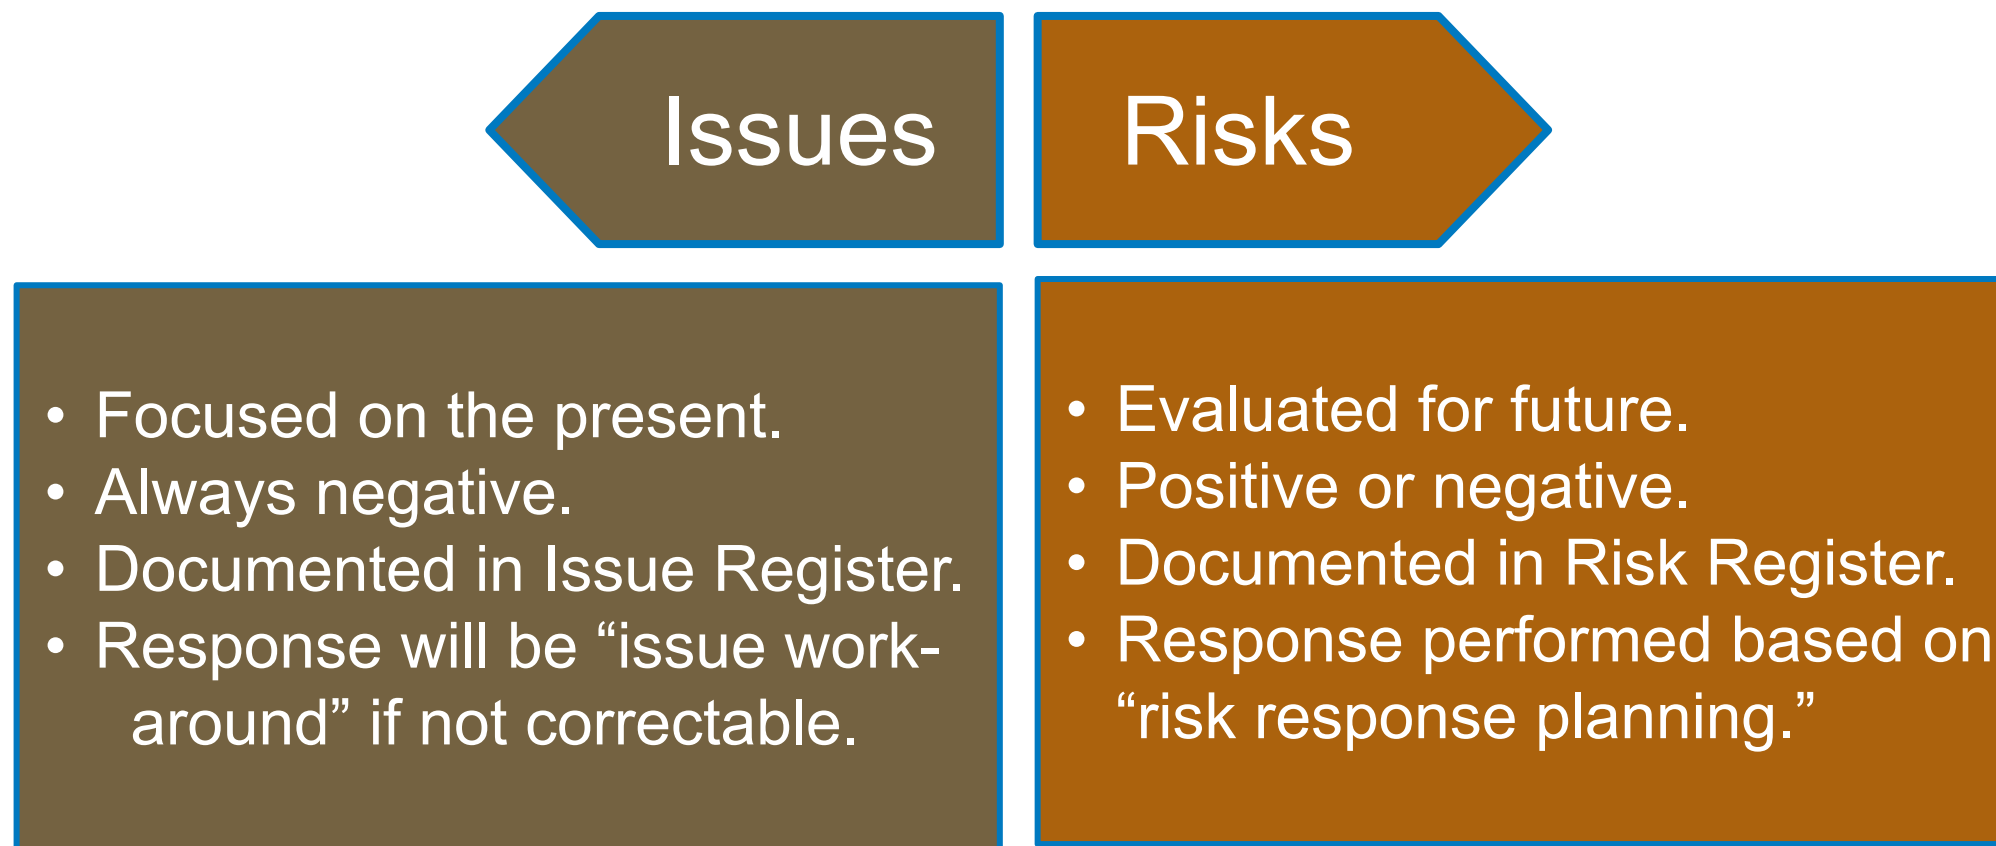 Issues
Risks
• Focused on the present.
• Always negative.
• Documented in Issue Register.
• Response will be “issue work-
around” if not correctable.
• Evaluated for future.
• Positive or negative.
• Documented in Risk Register.
• Response performed based on
“risk response planning.”